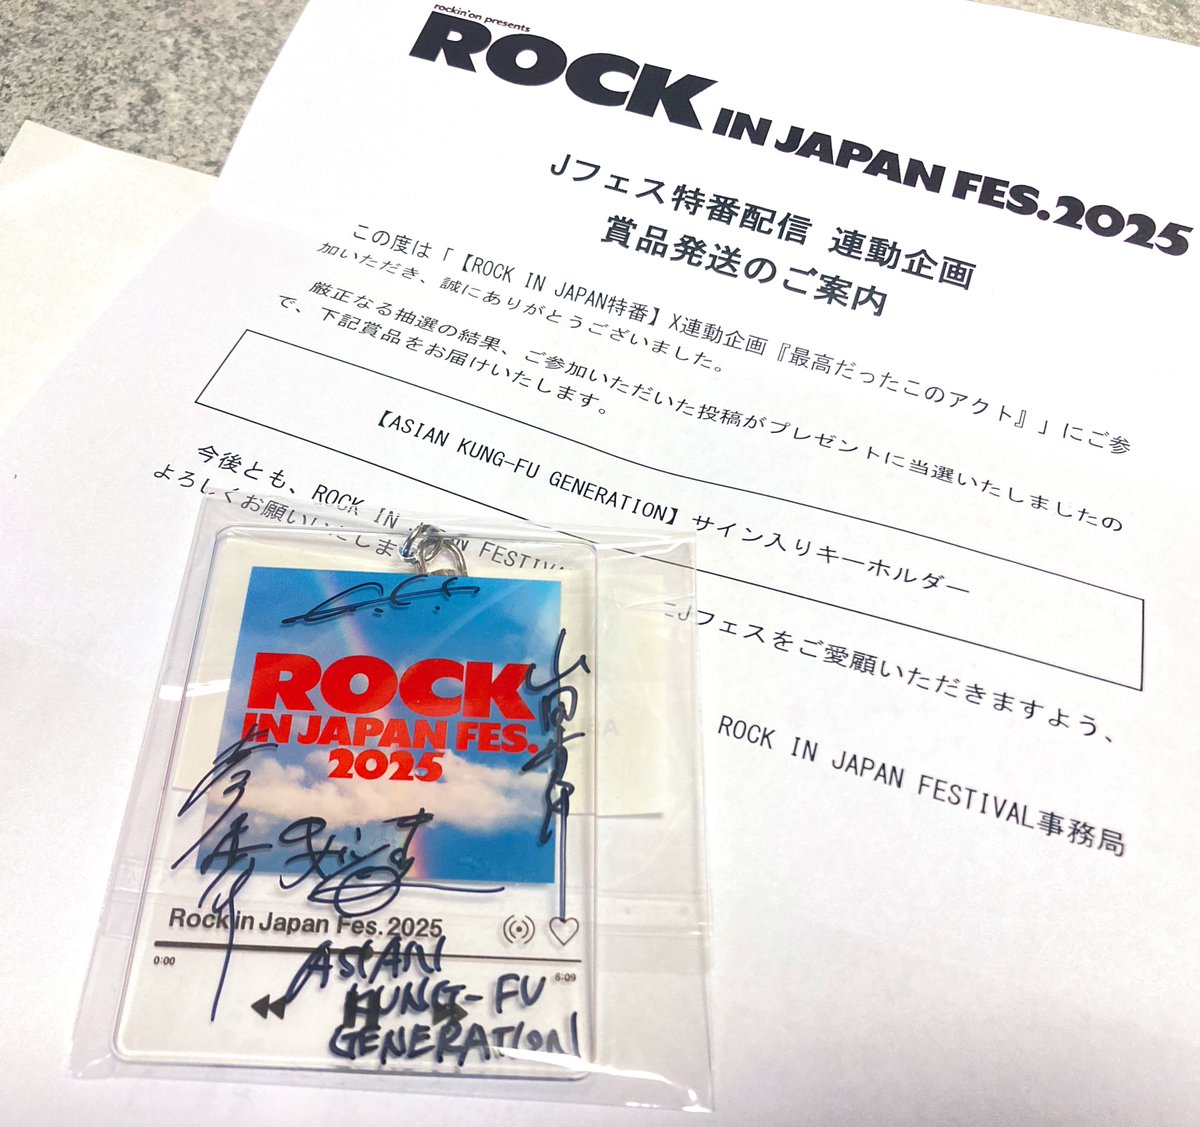 rockin'on presents
ROCK IN JAPAN FES.2025
Jフェス特番配信 連動企画
賞品発送のご案内
この度は「【ROCK IN JAPAN特番】X連動企画『最高だったこのアクト』」にご参
加いただき、誠にありがとうございました。
厳正なる抽選の結果、ご参加いただいた投稿がプレゼントに当選いたしましたの
で、下記賞品をお届けいたします。
【ASIAN KUNG-FU GENERATION】サイン入りキーホルダー
今後とも、ROCK IN JAPAN FESTIVAL
Jフェスをご愛顧いただきますよう、
よろしくお願いいたしま
ROCK IN JAPAN FESTIVAL事務局
ROCK
IN JAPAN FES.
2025
Rock in Japan Fes.2025
0:00
8:09
ASIAN
KUNG-FU
GENERATION